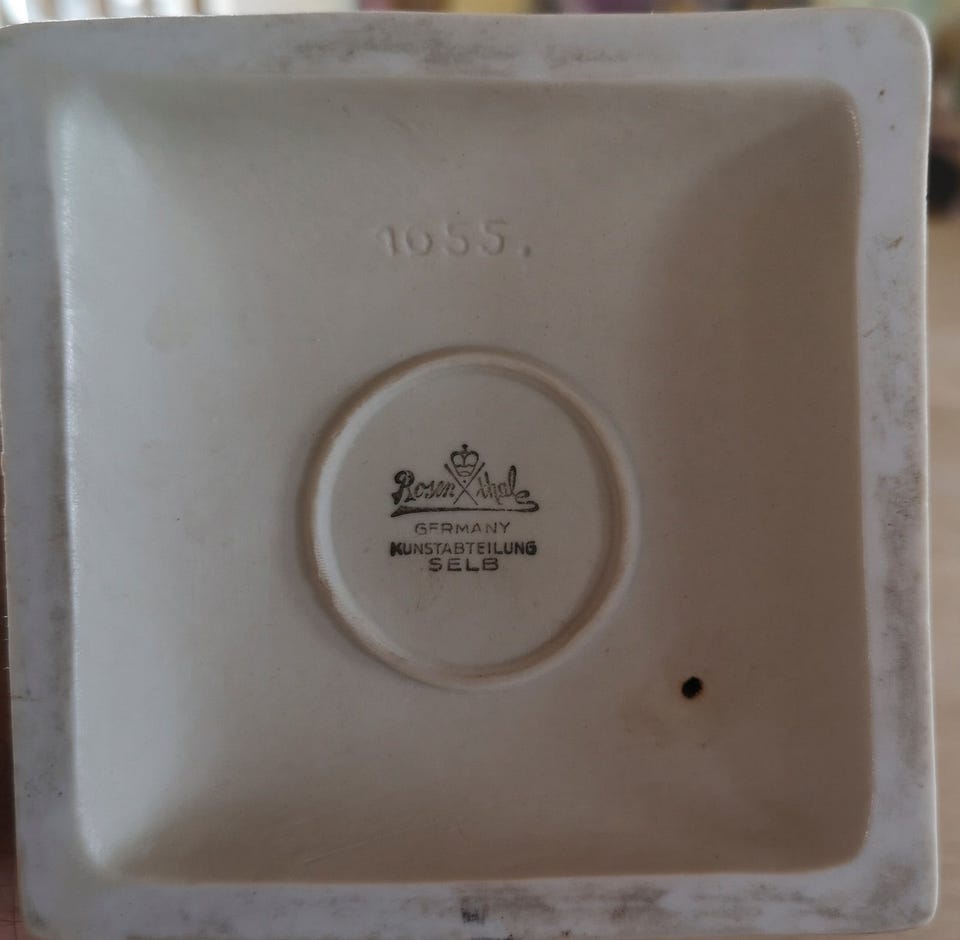 1655.
Rosenthal
GERMANY
KUNSTABTEILUNG
SELB